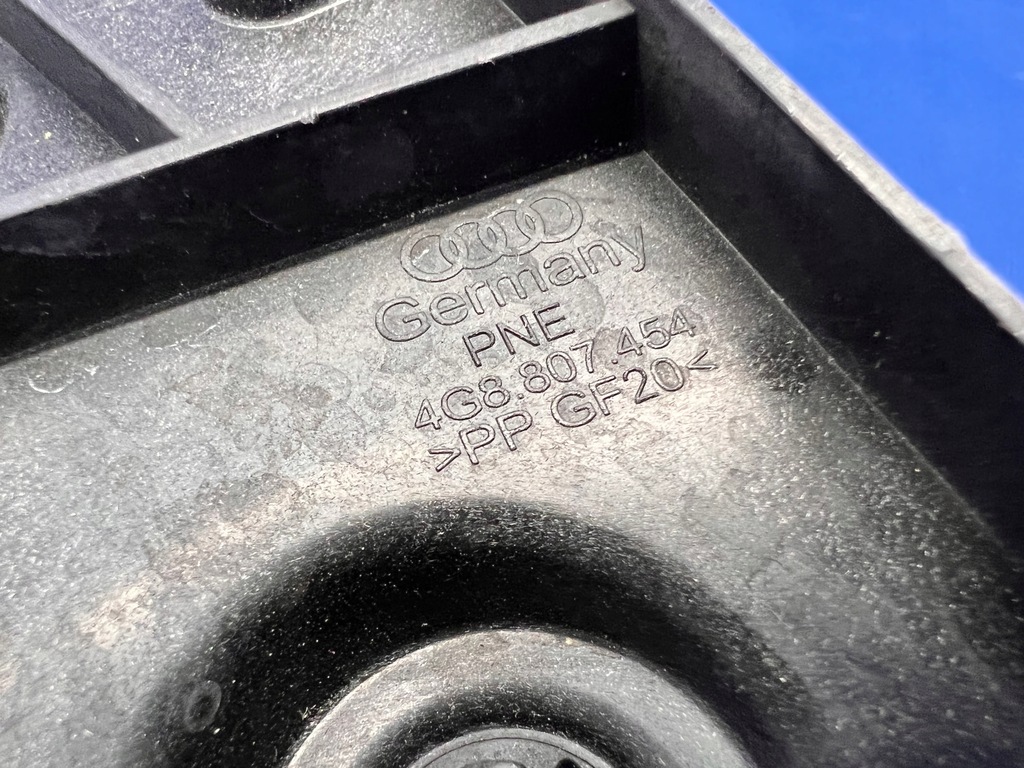 Germany
PNE
4G8.807.454
>PP GF20<